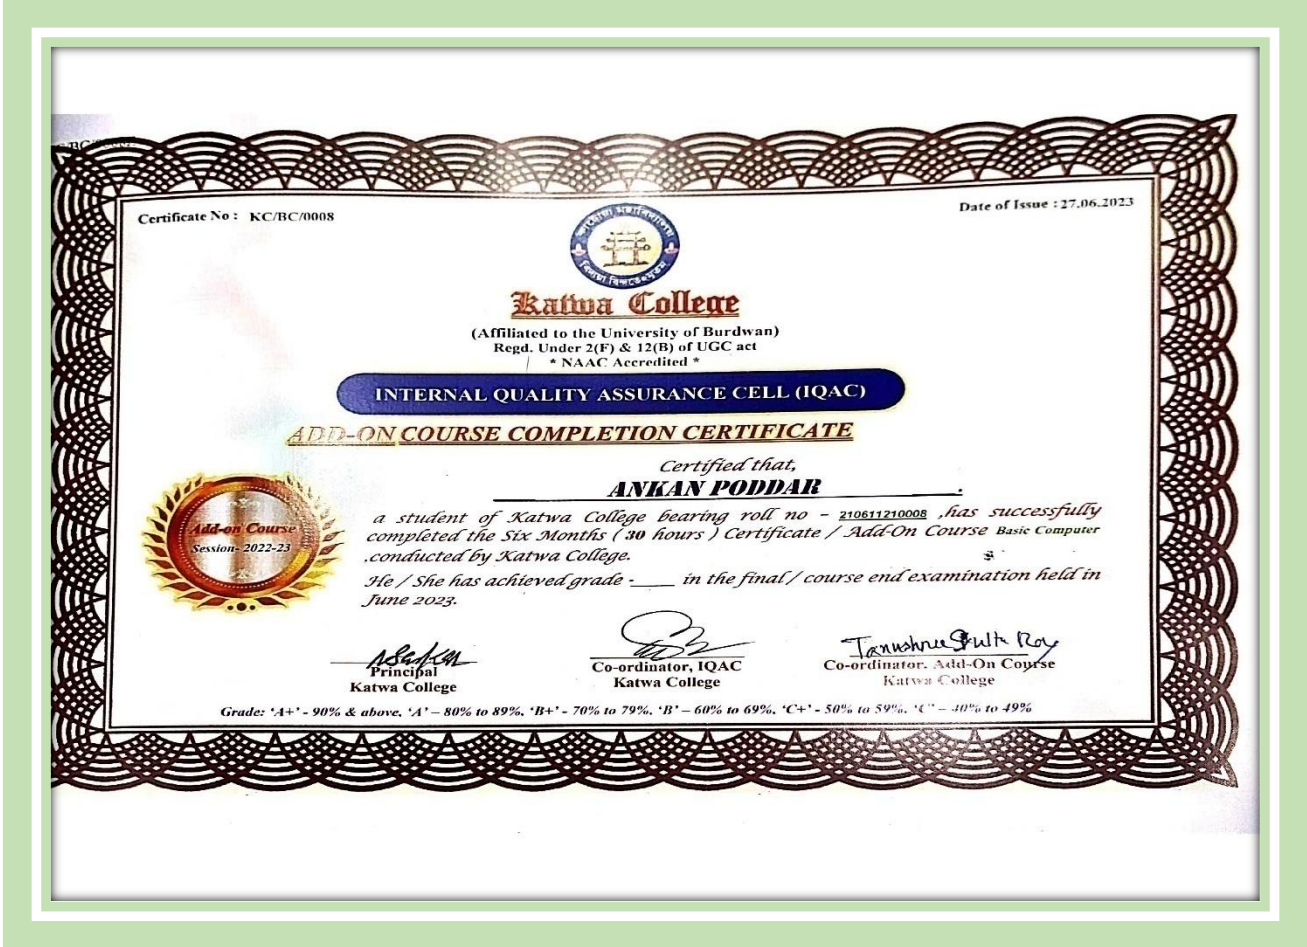 Certificate No : KC/BC/0008
Date of Issue : 27.06.2023
Katwa College
(Affiliated to the University of Burdwan)
Regd. Under 2(F) & 12(B) of UGC act
* NAAC Accredited *
INTERNAL QUALITY ASSURANCE CELL (IQAC)
ADD-ON COURSE COMPLETION CERTIFICATE
Certified that,
ANKAN PODDAR .
Add-on Course
Session- 2022-23
a student of Katwa College bearing roll no - 210611210008 ,has successfully
completed the Six Months ( 30 hours ) Certificate / Add-On Course Basic Computer
,conducted by Katwa College.
He / She has achieved grade -____ in the final / course end examination held in
June 2023.
Tanushree Roy
Principal
Katwa College
Co-ordinator, IQAC
Katwa College
Co-ordinator. Add-On Course
Katwa College
Grade: 'A+' - 90% & above, 'A' – 80% to 89%, 'B+' - 70% to 79%, 'B' – 60% to 69%, 'C+' - 50% to 59%, 'C' – 40% to 49%